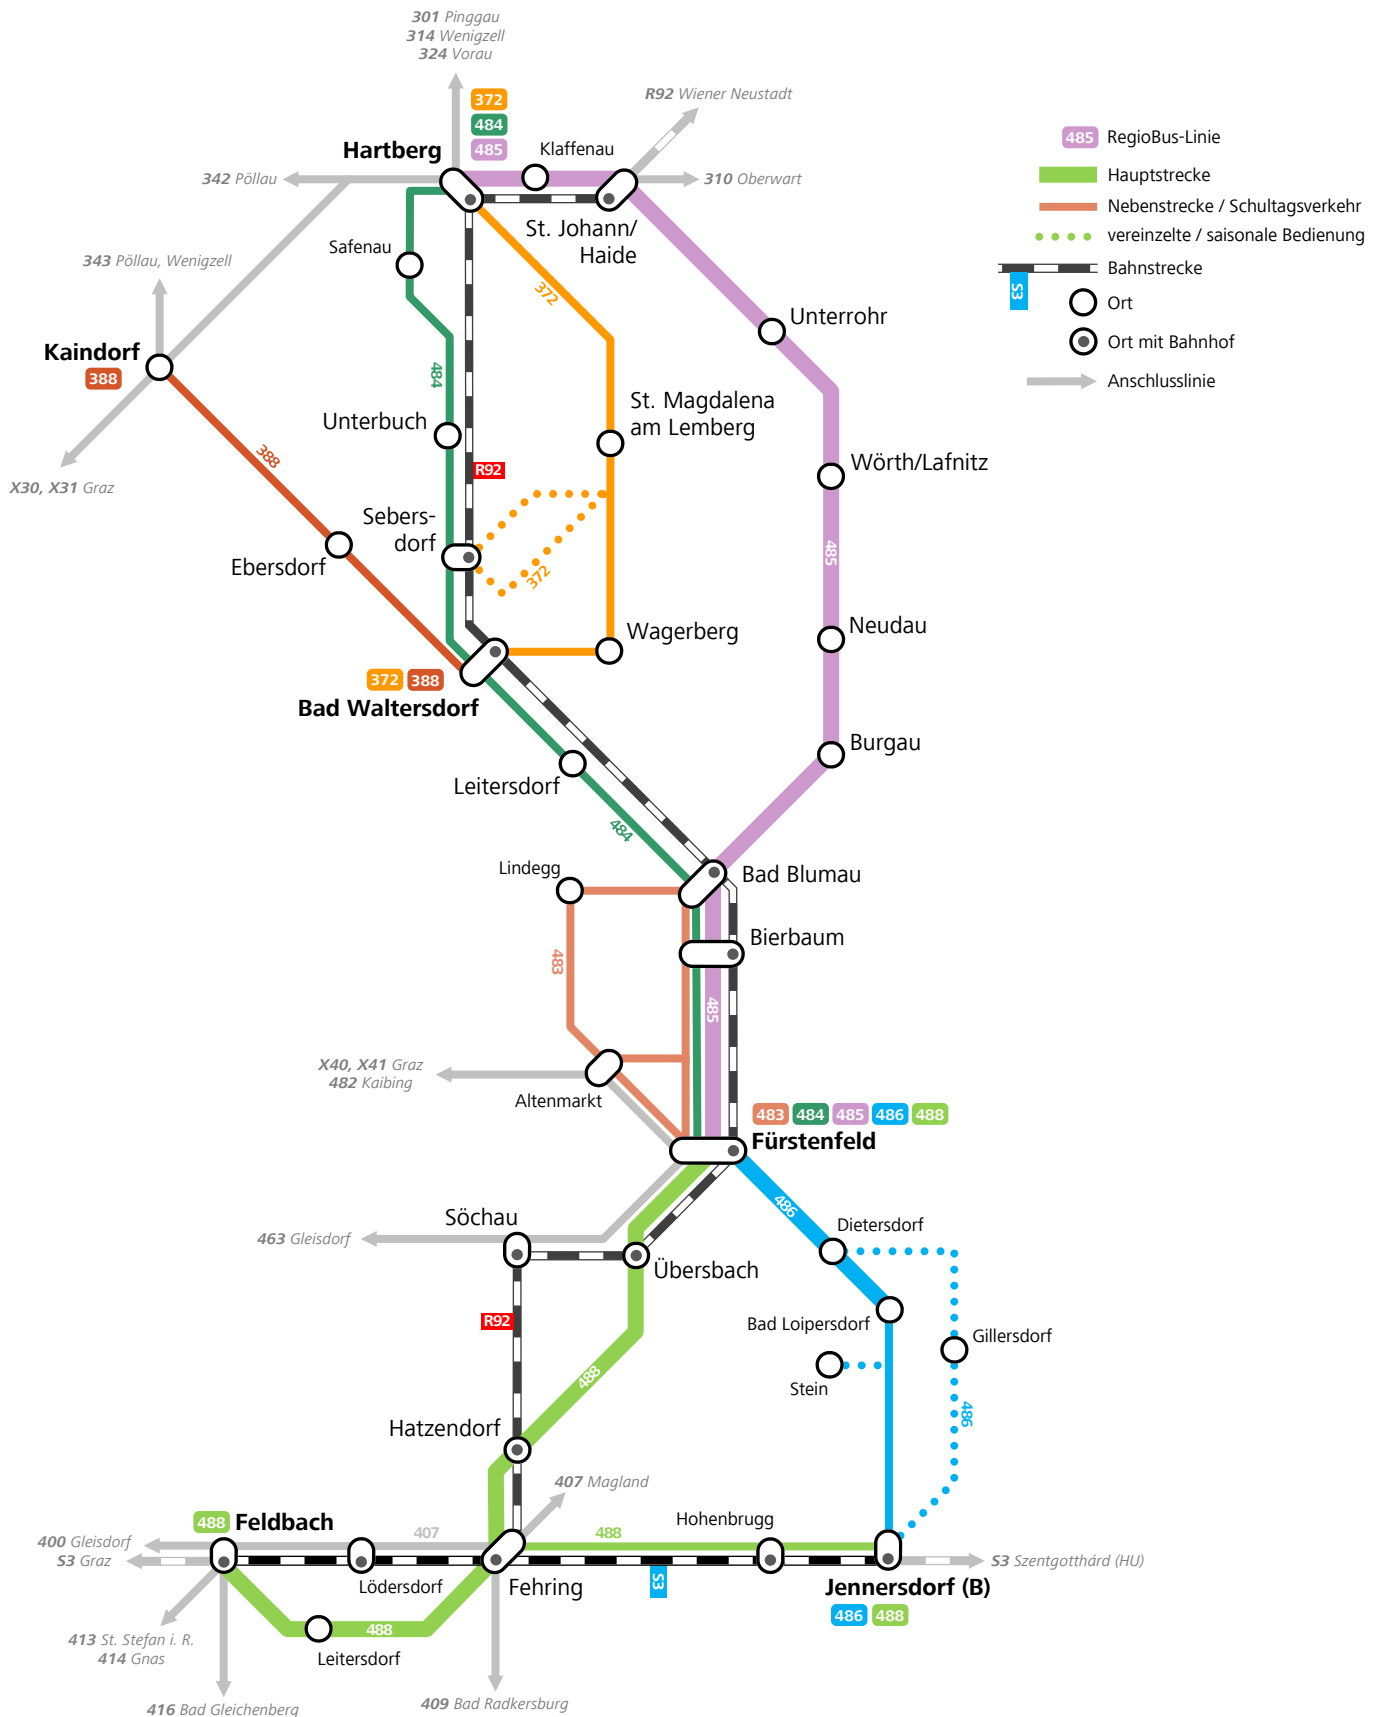 301 Pinggau
314 Wenigzell
324 Vorau
R92 Wiener Neustadt
372
484
485
Klaffenau
Hartberg
342 Pöllau
310 Oberwart
St. Johann/
Haide
Safenau
343 Pöllau, Wenigzell
372
Unterrohr
Kaindorf
388
484
St. Magdalena
am Lemberg
Unterbuch
388
R92
Wörth/Lafnitz
X30, X31 Graz
Sebers-
dorf
485
Ebersdorf
372
Neudau
Wagerberg
372 388
Bad Waltersdorf
Burgau
Leitersdorf
484
Lindegg
Bad Blumau
Bierbaum
483
485
X40, X41 Graz
482 Kaibing
Altenmarkt
483 484 485 486 488
Fürstenfeld
486
Söchau
Dietersdorf
463 Gleisdorf
Übersbach
R92
Bad Loipersdorf
Gillersdorf
488
Stein
486
Hatzendorf
407 Magland
488 Feldbach
407
488
Hohenbrugg
400 Gleisdorf
S3 Graz
S3 Szentgotthárd (HU)
Lödersdorf
Fehring
S3
Jennersdorf (B)
486 488
488
413 St. Stefan i. R.
414 Gnas
Leitersdorf
416 Bad Gleichenberg
409 Bad Radkersburg
485 RegioBus-Linie
Hauptstrecke
Nebenstrecke / Schultagsverkehr
vereinzelte / saisonale Bedienung
Bahnstrecke
S3
Ort
Ort mit Bahnhof
Anschlusslinie